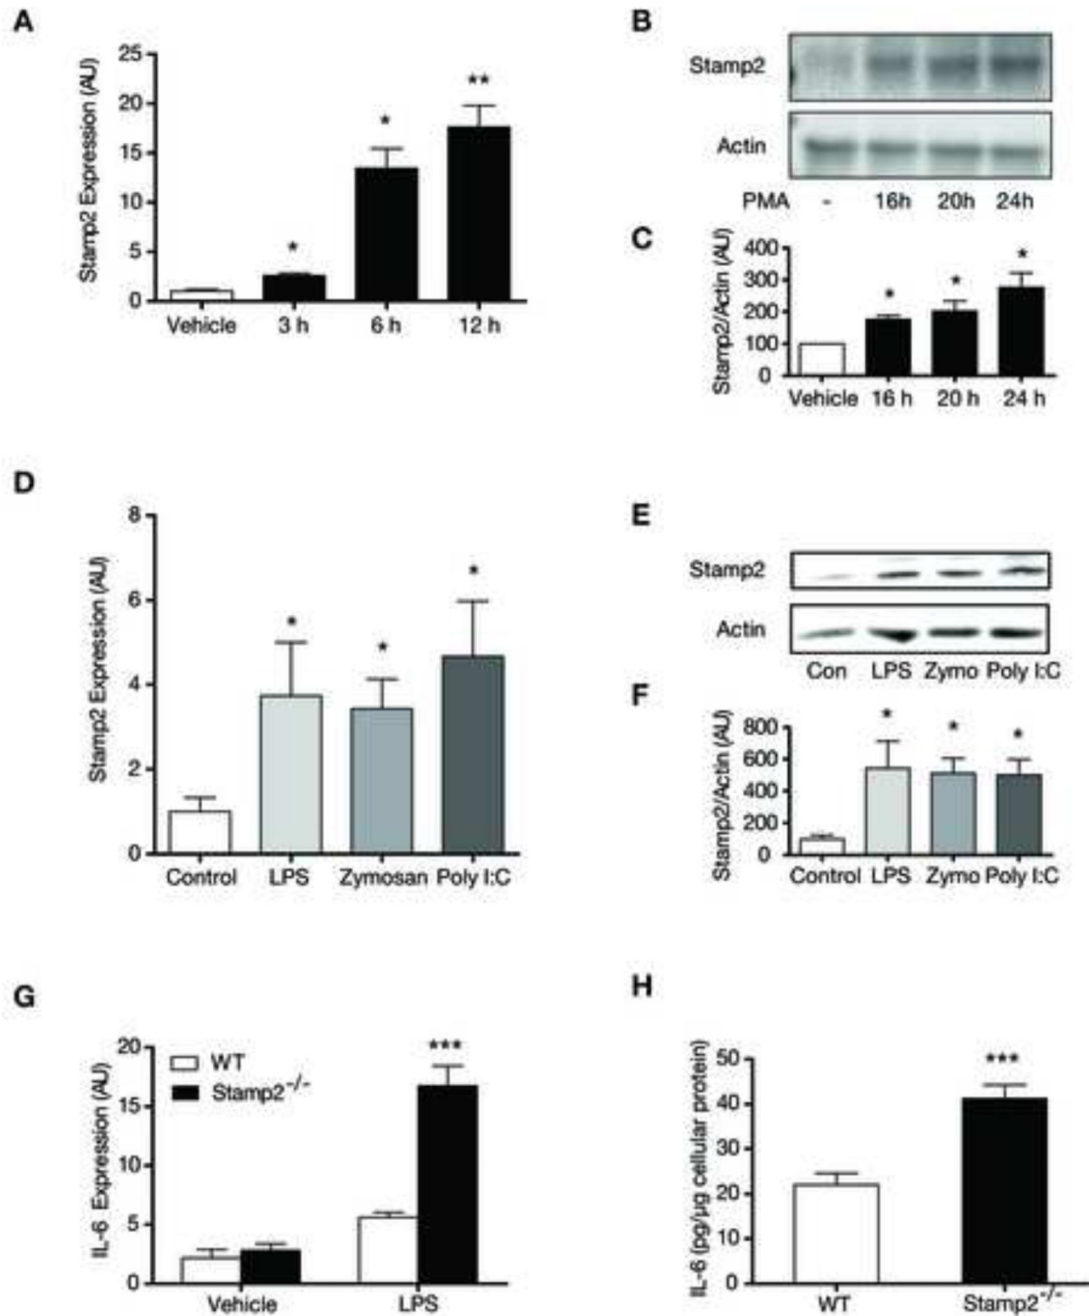 A
Stamp2 Expression (AU)
25
20
15
10
5
0
*
*
**
Vehicle 3 h 6 h 12 h
B
Stamp2
Actin
PMA - 16h 20h 24h
C
Stamp2/Actin (AU)
400
300
200
100
0
*
*
*
Vehicle 16 h 20 h 24 h
D
Stamp2 Expression (AU)
8
6
4
2
0
*
*
*
Control LPS Zymosan Poly I:C
E
Stamp2
Actin
Con LPS Zymo Poly I:C
F
Stamp2/Actin (AU)
800
600
400
200
0
*
*
*
Control LPS Zymo Poly I:C
G
IL-6 Expression (AU)
20
15
10
5
0
WT
Stamp2-/-
***
Vehicle LPS
H
IL-6 (pg/µg cellular protein)
50
40
30
20
10
0
***
WT Stamp2-/-